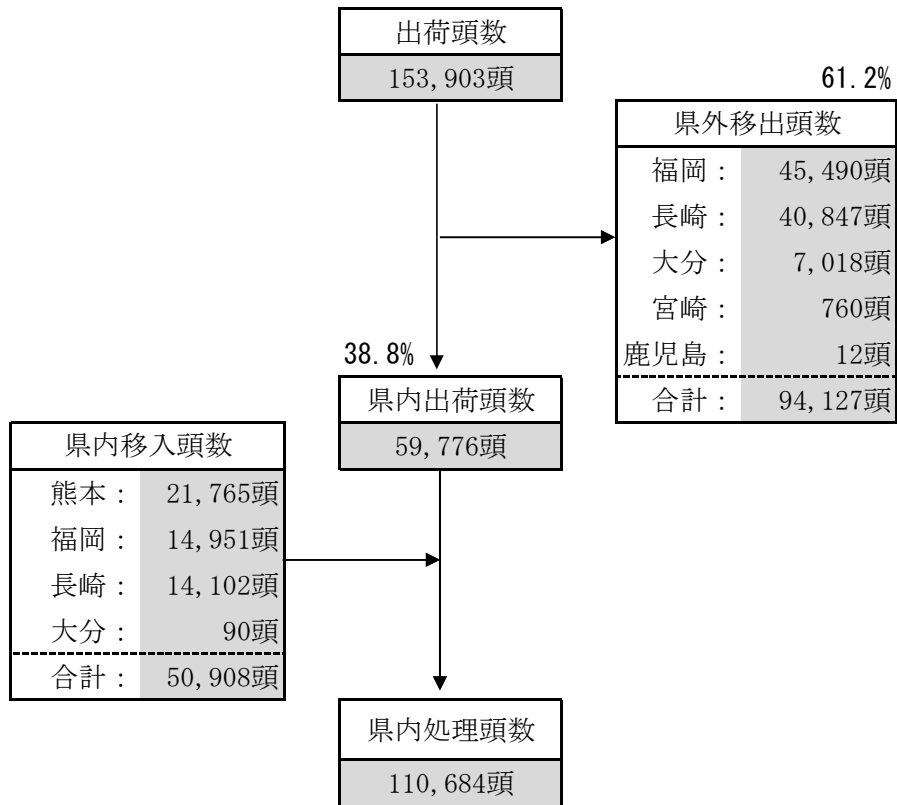 出荷頭数
153,903頭
61.2%
県外移出頭数
福岡： 45,490頭
長崎： 40,847頭
大分： 7,018頭
宮崎： 760頭
鹿児島： 12頭
合計： 94,127頭
38.8%
県内出荷頭数
59,776頭
県内移入頭数
熊本： 21,765頭
福岡： 14,951頭
長崎： 14,102頭
大分： 90頭
合計： 50,908頭
県内処理頭数
110,684頭